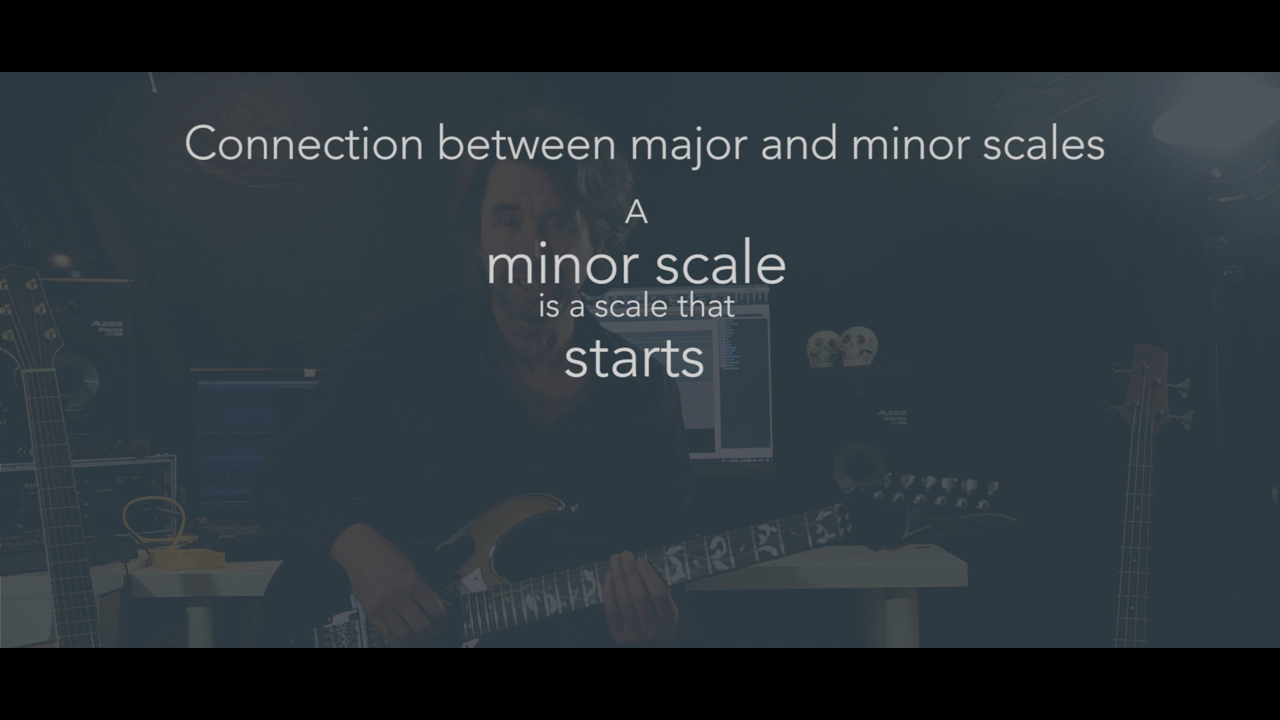 Connection between major and minor scales
A
minor scale
is a scale that
starts